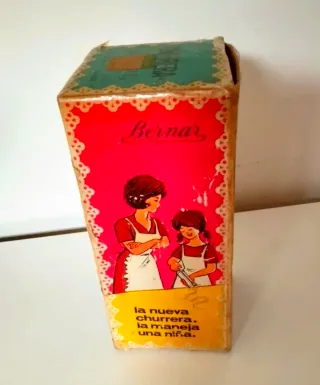 Bernar
la nueva
churrera.
la maneja
una niña.